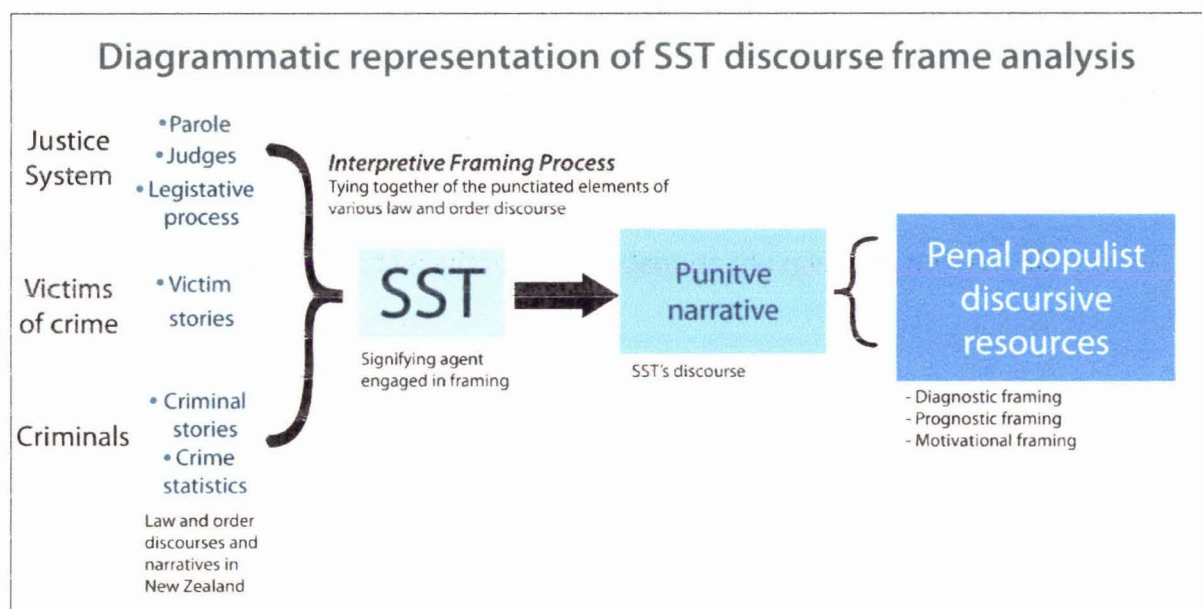 Diagrammatic representation of SST discourse frame analysis
Justice
System
• Parole
• Judges
• Legistative
process
Victims
of crime
• Victim
stories
Criminals
• Criminal
stories
• Crime
statistics
Law and order
discourses and
narratives in
New Zealand
Interpretive Framing Process
Tying together of the punctiated elements of
various law and order discourse
SST
Signifying agent
engaged in framing
Punitve
narrative
SST's discourse
Penal populist
discursive
resources
- Diagnostic framing
- Prognostic framing
- Motivational framing